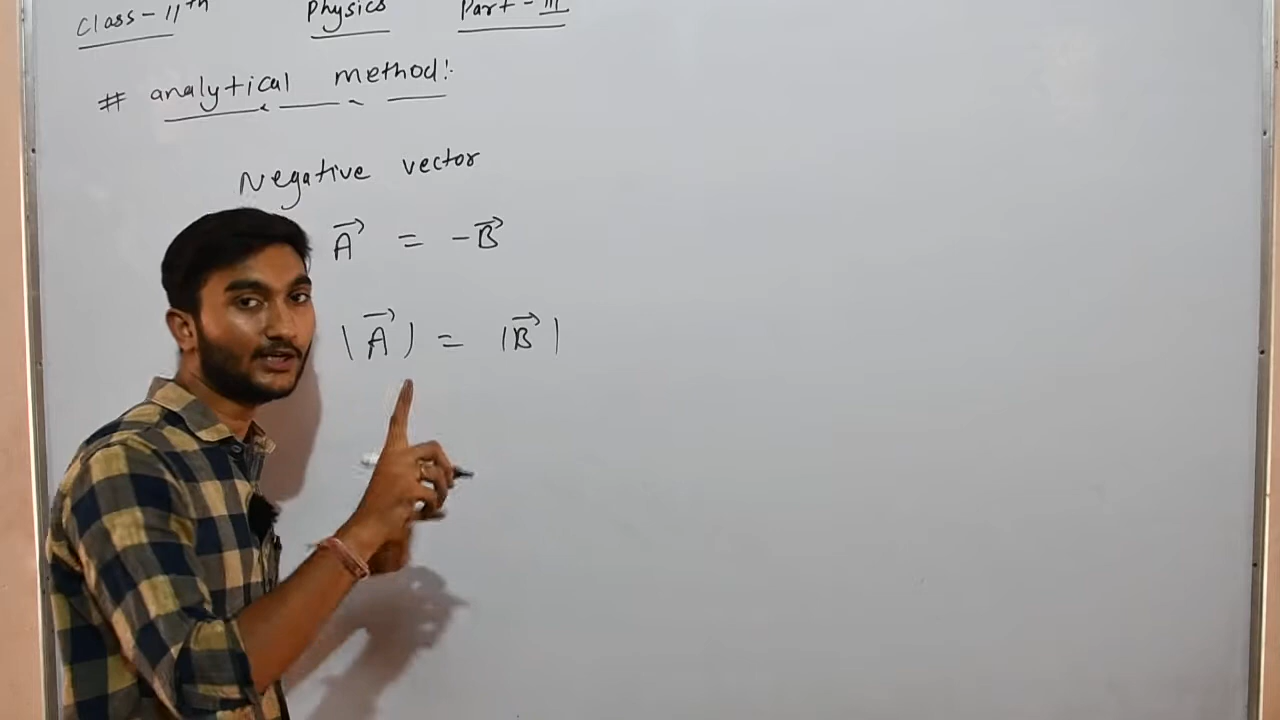 Class - 11th Physics Part - III
# analytical method:
Negative vector
A⃗ = -B⃗
|A⃗| = |B⃗|